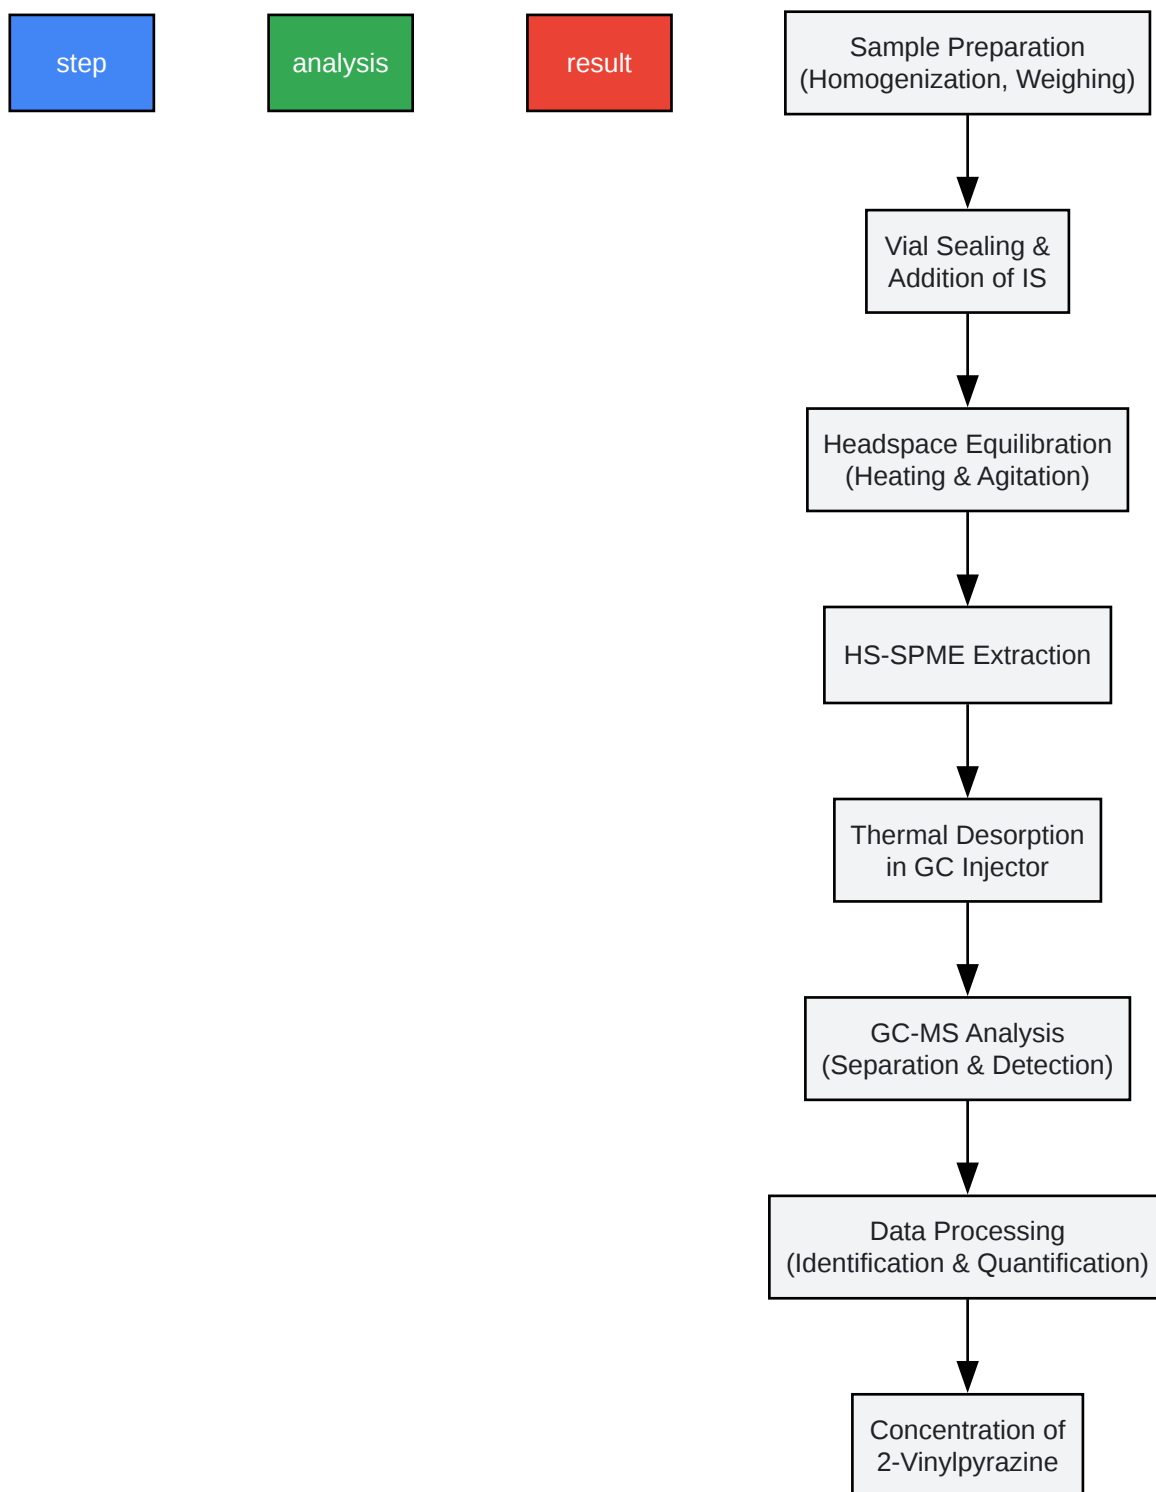 step
analysis
result
Sample Preparation
(Homogenization, Weighing)
Vial Sealing &
Addition of IS
Headspace Equilibration
(Heating & Agitation)
HS-SPME Extraction
Thermal Desorption
in GC Injector
GC-MS Analysis
(Separation & Detection)
Data Processing
(Identification & Quantification)
Concentration of
2-Vinylpyrazine